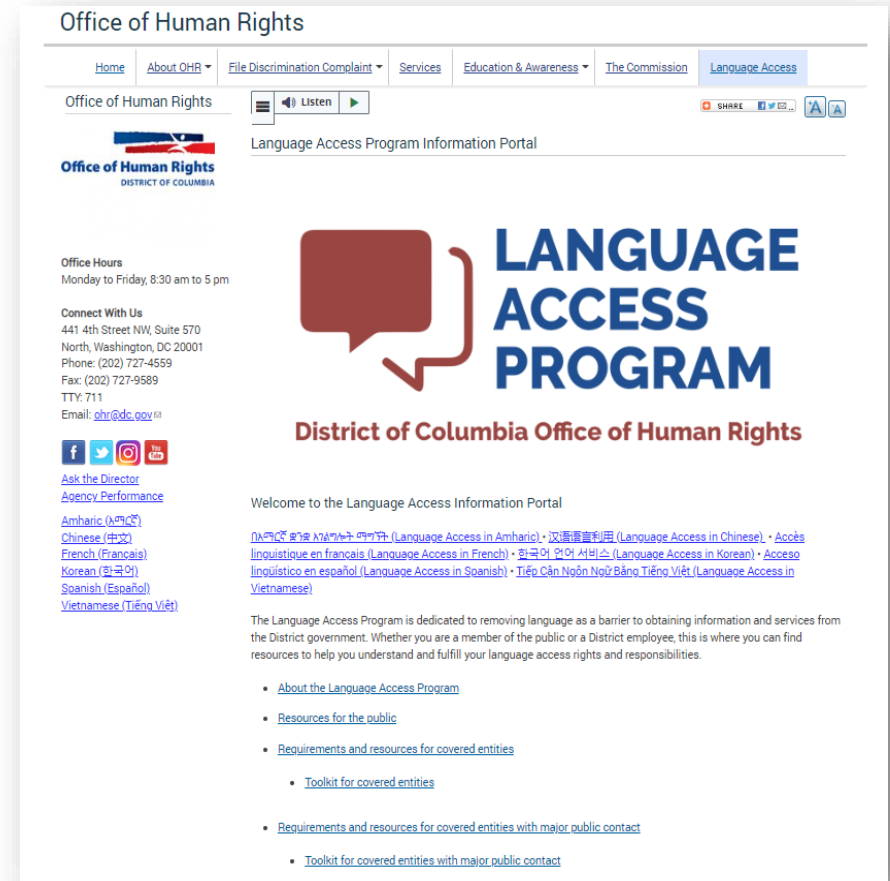 Office of Human Rights
Home
About OHR
File Discrimination Complaint
Services
Education & Awareness
The Commission
Language Access
Office of Human Rights
Listen
SHARE
Office of Human Rights
DISTRICT OF COLUMBIA
Office Hours
Monday to Friday, 8:30 am to 5 pm
Connect With Us
441 4th Street NW, Suite 570
North, Washington, DC 20001
Phone: (202) 727-4559
Fax: (202) 727-9589
TTY: 711
Email: ohr@dc.gov
You Tube
Ask the Director
Agency Performance
Amharic (አማርኛ)
Chinese (中文)
French (Français)
Korean (한국어)
Spanish (Español)
Vietnamese (Tiếng Việt)
Language Access Program Information Portal
LANGUAGE
ACCESS
PROGRAM
District of Columbia Office of Human Rights
Welcome to the Language Access Information Portal
በአማርኛ ቋንቋ አገልግሎት ማግኘት (Language Access in Amharic) • 汉语语言利用 (Language Access in Chinese) • Accès
linguistique en français (Language Access in French) • 한국어 언어 서비스 (Language Access in Korean) • Acceso
lingüístico en español (Language Access in Spanish) • Tiếp Cận Ngôn Ngữ Bằng Tiếng Việt (Language Access in
Vietnamese)
The Language Access Program is dedicated to removing language as a barrier to obtaining information and services from
the District government. Whether you are a member of the public or a District employee, this is where you can find
resources to help you understand and fulfill your language access rights and responsibilities.
• About the Language Access Program
• Resources for the public
• Requirements and resources for covered entities
• Toolkit for covered entities
• Requirements and resources for covered entities with major public contact
• Toolkit for covered entities with major public contact